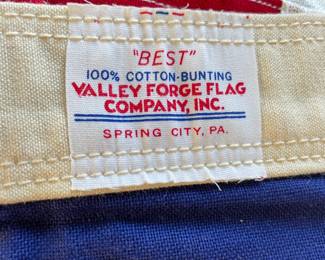 "BEST"
100% COTTON-BUNTING
VALLEY FORGE FLAG
COMPANY, INC.
SPRING CITY, PA.